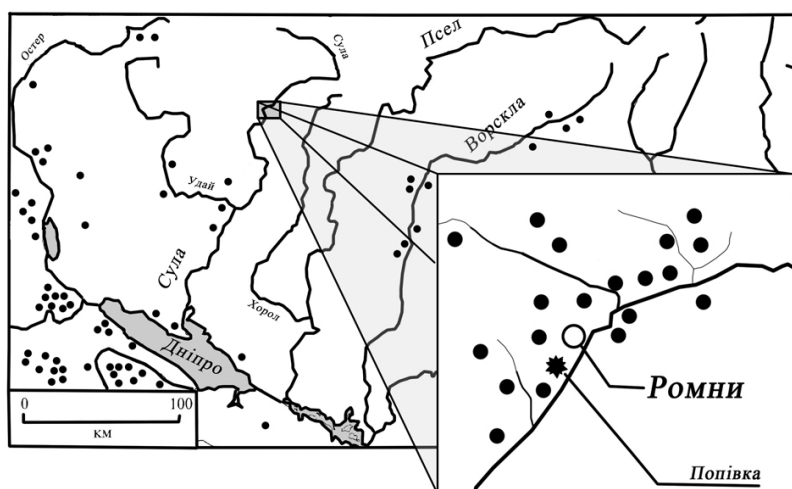 Остер
Сула
Псел
Ворскла
Удай
Сула
Хорол
Дніпро
0 100
км
Ромни
Попівка